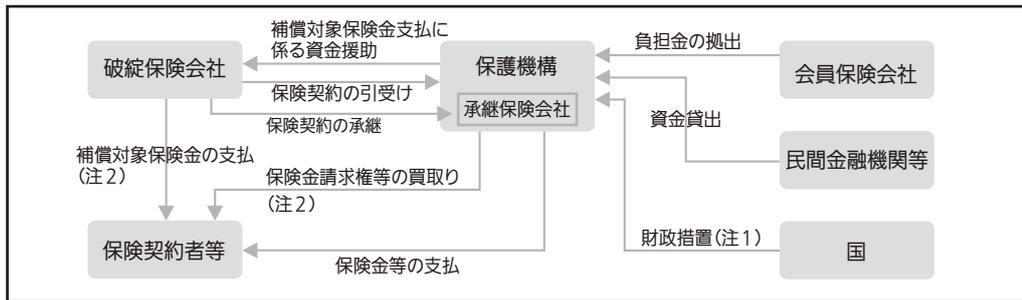 補償対象保険金支払に
係る資金援助
破綻保険会社
保険契約の引受け
保険契約の承継
保護機構
承継保険会社
負担金の拠出
会員保険会社
資金貸出
民間金融機関等
補償対象保険金の支払
(注2)
保険金請求権等の買取り
(注2)
財政措置(注1)
国
保険契約者等
保険金等の支払